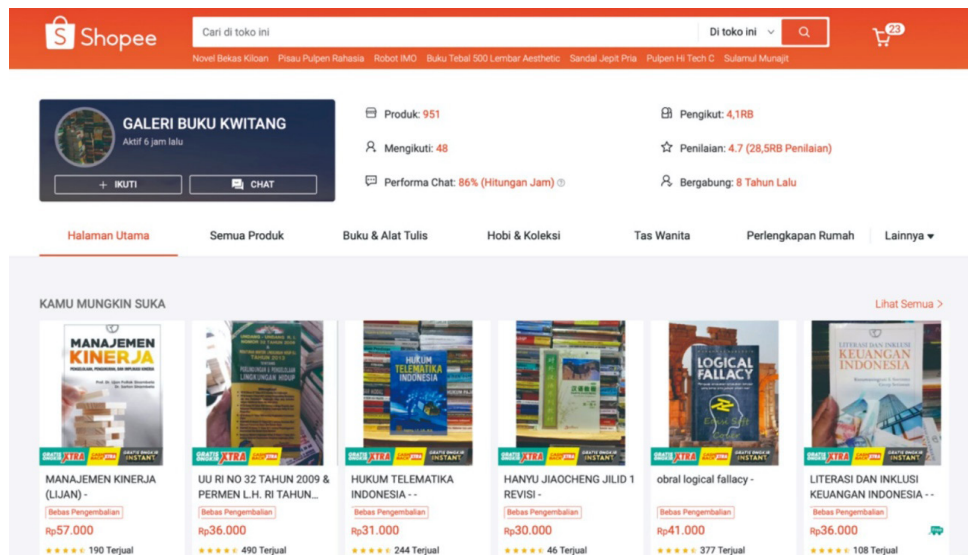 Shopee
Cari di toko ini
Di toko ini
23
Novel Bekas Kiloan Pisau Pulpen Rahasia Robot IMO Buku Tebal 500 Lembar Aesthetic Sandal Jepit Pria Pulpen Hi Tech C Sulamul Munajit
GALERI BUKU KWITANG
Aktif 6 jam lalu
+ IKUTI
CHAT
Produk: 951
Pengikut: 4,1RB
Mengikuti: 48
Penilaian: 4.7 (28,5RB Penilaian)
Performa Chat: 86% (Hitungan Jam)
Bergabung: 8 Tahun Lalu
Halaman Utama Semua Produk Buku & Alat Tulis Hobi & Koleksi Tas Wanita Perlengkapan Rumah Lainnya
KAMU MUNGKIN SUKA
Lihat Semua >
MANAJEMEN
KINERJA
HUKUM
TELEMATIKA
INDONESIA
LOGICAL
FALLACY
LITERASI DAN INKLUSI
KEUANGAN
INDONESIA
MANAJEMEN KINERJA
(LIJAN) -
Bebas Pengembalian
Rp57.000
190 Terjual
UU RI NO 32 TAHUN 2009 &
PERMEN L.H. RI TAHUN...
Bebas Pengembalian
Rp36.000
490 Terjual
HUKUM TELEMATIKA
INDONESIA - -
Bebas Pengembalian
Rp31.000
244 Terjual
HANYU JIAOCHENG JILID 1
REVISI -
Bebas Pengembalian
Rp30.000
46 Terjual
obral logical fallacy -
Bebas Pengembalian
Rp41.000
377 Terjual
LITERASI DAN INKLUSI
KEUANGAN INDONESIA - -
Bebas Pengembalian
Rp36.000
108 Terjual